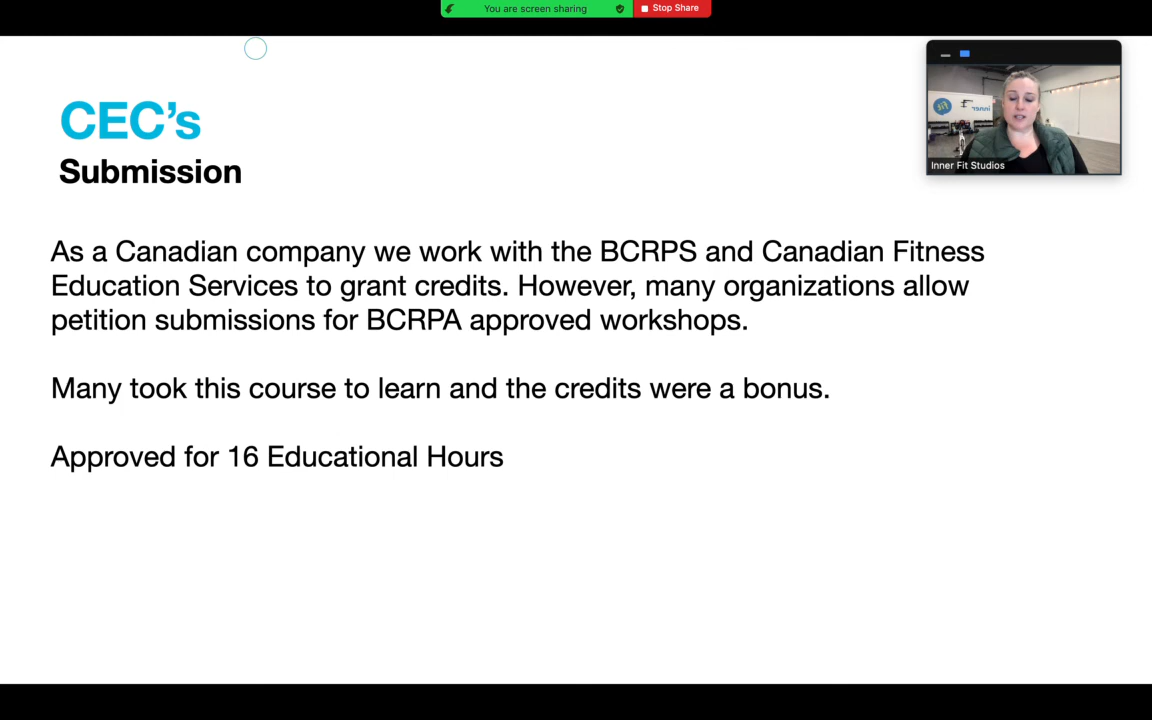 You are screen sharing
Stop Share
CEC's
Submission
Inner Fit Studios
As a Canadian company we work with the BCRPS and Canadian Fitness
Education Services to grant credits. However, many organizations allow
petition submissions for BCRPA approved workshops.
Many took this course to learn and the credits were a bonus.
Approved for 16 Educational Hours